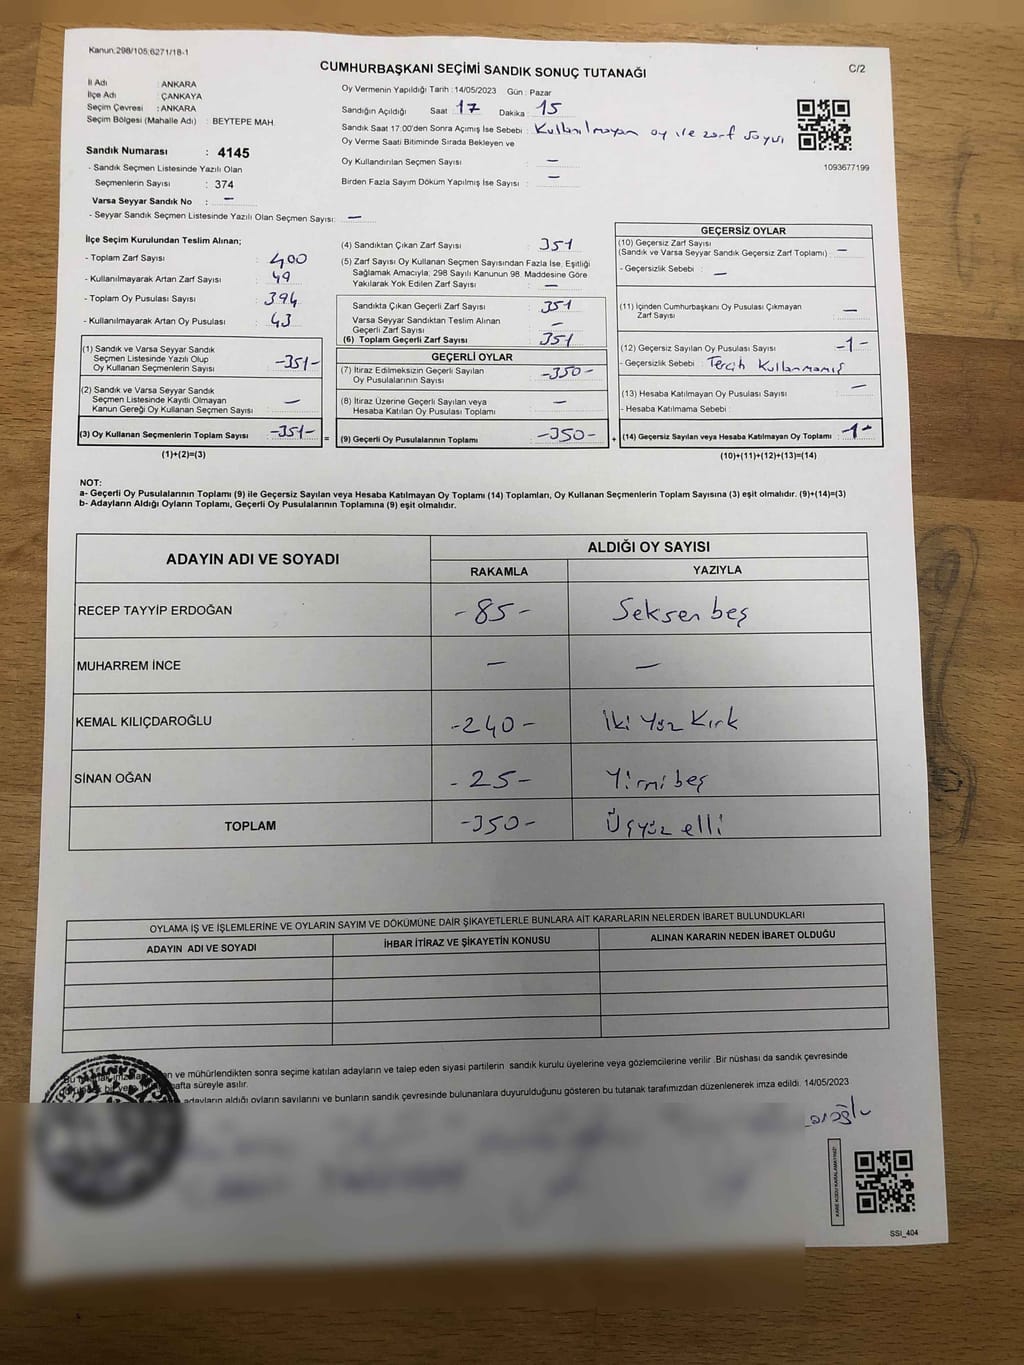 Kanun:298/105,6271/18-1
CUMHURBAŞKANI SEÇİMİ SANDIK SONUÇ TUTANAĞI
C/2
İl Adı : ANKARA
İlçe Adı : ÇANKAYA
Seçim Çevresi : ANKARA
Seçim Bölgesi (Mahalle Adı) : BEYTEPE MAH.
Oy Vermenin Yapıldığı Tarih :14/05/2023 Gün : Pazar
Sandığın Açıldığı Saat : 17 Dakika : 15
Sandık Saat 17.00'den Sonra Açımış İse Sebebi : Kullanılmayan oy ile zarf sayısı
Oy Verme Saati Bitiminde Sırada Bekleyen ve
Oy Kullandırılan Seçmen Sayısı : —
Birden Fazla Sayım Döküm Yapılmış İse Sayısı : —
1093677199
Sandık Numarası : 4145
- Sandık Seçmen Listesinde Yazılı Olan
Seçmenlerin Sayısı : 374
Varsa Seyyar Sandık No : —
- Seyyar Sandık Seçmen Listesinde Yazılı Olan Seçmen Sayısı: —
İlçe Seçim Kurulundan Teslim Alınan;
- Toplam Zarf Sayısı : 400
- Kullanılmayarak Artan Zarf Sayısı : 49
- Toplam Oy Pusulası Sayısı : 394
- Kullanılmayarak Artan Oy Pusulası : 43
(1) Sandık ve Varsa Seyyar Sandık
Seçmen Listesinde Yazılı Olup
Oy Kullanan Seçmenlerin Sayısı : -351-
(2) Sandık ve Varsa Seyyar Sandık
Seçmen Listesinde Kayıtlı Olmayan
Kanun Gereği Oy Kullanan Seçmen Sayısı : —
(3) Oy Kullanan Seçmenlerin Toplam Sayısı : -351-
(1)+(2)=(3)
(4) Sandıktan Çıkan Zarf Sayısı : 351
(5) Zarf Sayısı Oy Kullanan Seçmen Sayısından Fazla İse, Eşitliği
Sağlamak Amacıyla; 298 Sayılı Kanunun 98. Maddesine Göre
Yakılarak Yok Edilen Zarf Sayısı : —
Sandıkta Çıkan Geçerli Zarf Sayısı : 351
Varsa Seyyar Sandıktan Teslim Alınan
Geçerli Zarf Sayısı : —
(6) Toplam Geçerli Zarf Sayısı : 351
GEÇERLİ OYLAR
(7) İtiraz Edilmeksizin Geçerli Sayılan
Oy Pusulalarının Sayısı : -350-
(8) İtiraz Üzerine Geçerli Sayılan veya
Hesaba Katılan Oy Pusulası Toplamı : —
= (9) Geçerli Oy Pusulalarının Toplamı : -350-
GEÇERSİZ OYLAR
(10) Geçersiz Zarf Sayısı
(Sandık ve Varsa Seyyar Sandık Geçersiz Zarf Toplamı) : —
- Geçersizlik Sebebi : —
(11) İçinden Cumhurbaşkanı Oy Pusulası Çıkmayan
Zarf Sayısı : —
(12) Geçersiz Sayılan Oy Pusulası Sayısı : -1-
- Geçersizlik Sebebi : Tercih Kullanmamış
(13) Hesaba Katılmayan Oy Pusulası Sayısı : —
- Hesaba Katılmama Sebebi :
+ (14) Geçersiz Sayılan veya Hesaba Katılmayan Oy Toplamı : -1-
(10)+(11)+(12)+(13)=(14)
NOT:
a- Geçerli Oy Pusulalarının Toplamı (9) ile Geçersiz Sayılan veya Hesaba Katılmayan Oy Toplamı (14) Toplamları, Oy Kullanan Seçmenlerin Toplam Sayısına (3) eşit olmalıdır. (9)+(14)=(3)
b- Adayların Aldığı Oyların Toplamı, Geçerli Oy Pusulalarının Toplamına (9) eşit olmalıdır.
ADAYIN ADI VE SOYADI
ALDIĞI OY SAYISI
RAKAMLA YAZIYLA
RECEP TAYYİP ERDOĞAN -85- Seksen beş
MUHARREM İNCE — —
KEMAL KILIÇDAROĞLU -240- iki yüz Kırk
SİNAN OĞAN -25- Yirmi beş
TOPLAM -350- Üçyüz elli
OYLAMA İŞ VE İŞLEMLERİNE VE OYLARIN SAYIM VE DÖKÜMÜNE DAİR ŞİKAYETLERLE BUNLARA AİT KARARLARIN NELERDEN İBARET BULUNDUKLARI
ADAYIN ADI VE SOYADI İHBAR İTİRAZ VE ŞİKAYETİN KONUSU ALINAN KARARIN NEDEN İBARET OLDUĞU
ve mühürlendikten sonra seçime katılan adayların ve talep eden siyasi partilerin sandık kurulu üyelerine veya gözlemcilerine verilir. Bir nüshası da sandık çevresinde
hafta süreyle asılır.
adayların aldığı oyların sayılarını ve bunların sandık çevresinde bulunanlara duyurulduğunu gösteren bu tutanak tarafımızdan düzenlenerek imza edildi. 14/05/2023
SSI_404